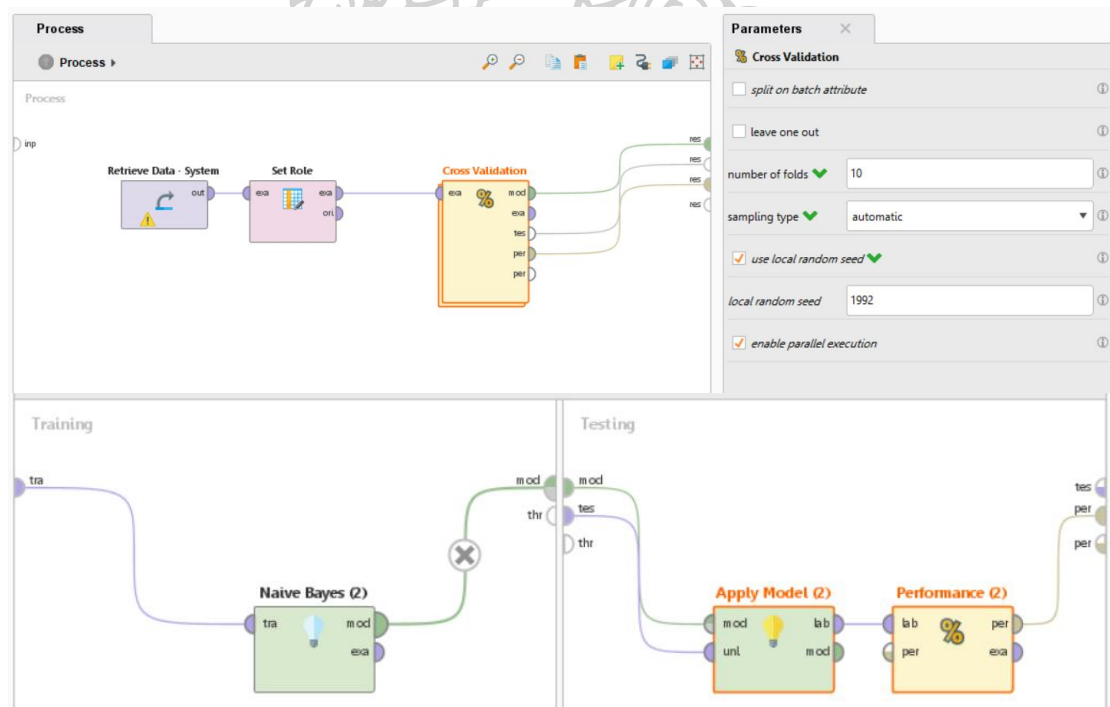 Process
Process
Process
inp
res
res
res
res
Retrieve Data - System
out
Set Role
exa
exa
ori
Cross Validation
exa
mod
exa
tes
per
per
Parameters
Cross Validation
split on batch attribute
leave one out
number of folds
10
sampling type
automatic
use local random seed
local random seed
1992
enable parallel execution
Training
tra
mod
thr
Naive Bayes (2)
tra
mod
exa
Testing
mod
tes
thr
tes
per
per
Apply Model (2)
mod
lab
unl
mod
Performance (2)
lab
per
per
exa